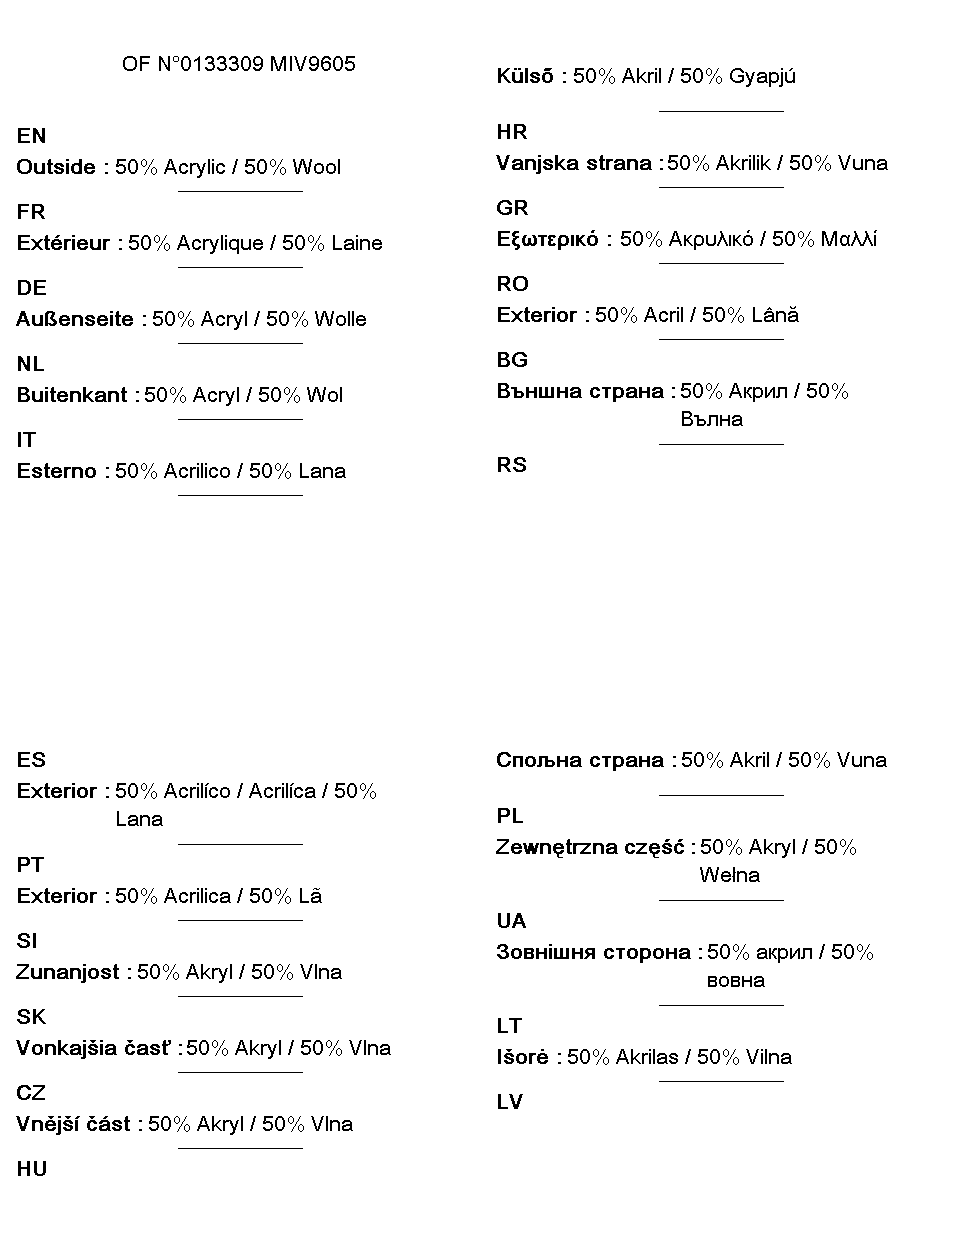 OF N°0133309 MIV9605
EN
Outside : 50% Acrylic / 50% Wool
FR
Extérieur : 50% Acrylique / 50% Laine
DE
Außenseite : 50% Acryl / 50% Wolle
NL
Buitenkant : 50% Acryl / 50% Wol
IT
Esterno : 50% Acrilico / 50% Lana
ES
Exterior : 50% Acrilíco / Acrilíca / 50%
Lana
PT
Exterior : 50% Acrilica / 50% Lã
SI
Zunanjost : 50% Akryl / 50% Vlna
SK
Vonkajšia časť : 50% Akryl / 50% Vlna
CZ
Vnější část : 50% Akryl / 50% Vlna
HU
Külsõ : 50% Akril / 50% Gyapjú
HR
Vanjska strana : 50% Akrilik / 50% Vuna
GR
Εξωτερικό : 50% Ακρυλικό / 50% Μαλλί
RO
Exterior : 50% Acril / 50% Lână
BG
Външна страна : 50% Акрил / 50%
Вълна
RS
Спољна страна : 50% Akril / 50% Vuna
PL
Zewnętrzna część : 50% Akryl / 50%
Wełna
UA
Зовнішня сторона : 50% акрил / 50%
вовна
LT
Išorė : 50% Akrilas / 50% Vilna
LV